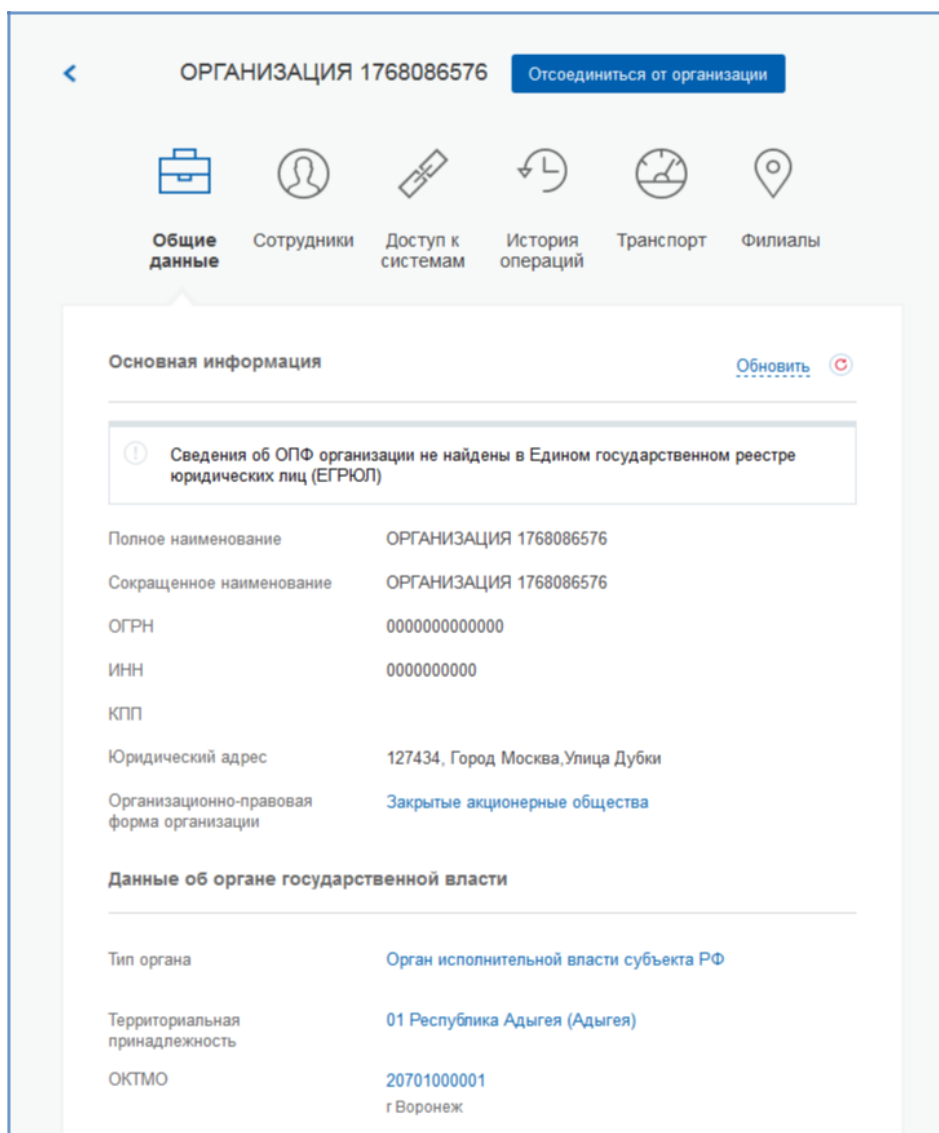 ОРГАНИЗАЦИЯ 1768086576
Отсоединиться от организации
Общие данные
Сотрудники
Доступ к системам
История операций
Транспорт
Филиалы
Основная информация
Обновить
Сведения об ОПФ организации не найдены в Едином государственном реестре
юридических лиц (ЕГРЮЛ)
Полное наименование ОРГАНИЗАЦИЯ 1768086576
Сокращенное наименование ОРГАНИЗАЦИЯ 1768086576
ОГРН 0000000000000
ИНН 0000000000
КПП
Юридический адрес 127434, Город Москва,Улица Дубки
Организационно-правовая Закрытые акционерные общества
форма организации
Данные об органе государственной власти
Тип органа Орган исполнительной власти субъекта РФ
Территориальная 01 Республика Адыгея (Адыгея)
принадлежность
ОКТМО 20701000001
г Воронеж